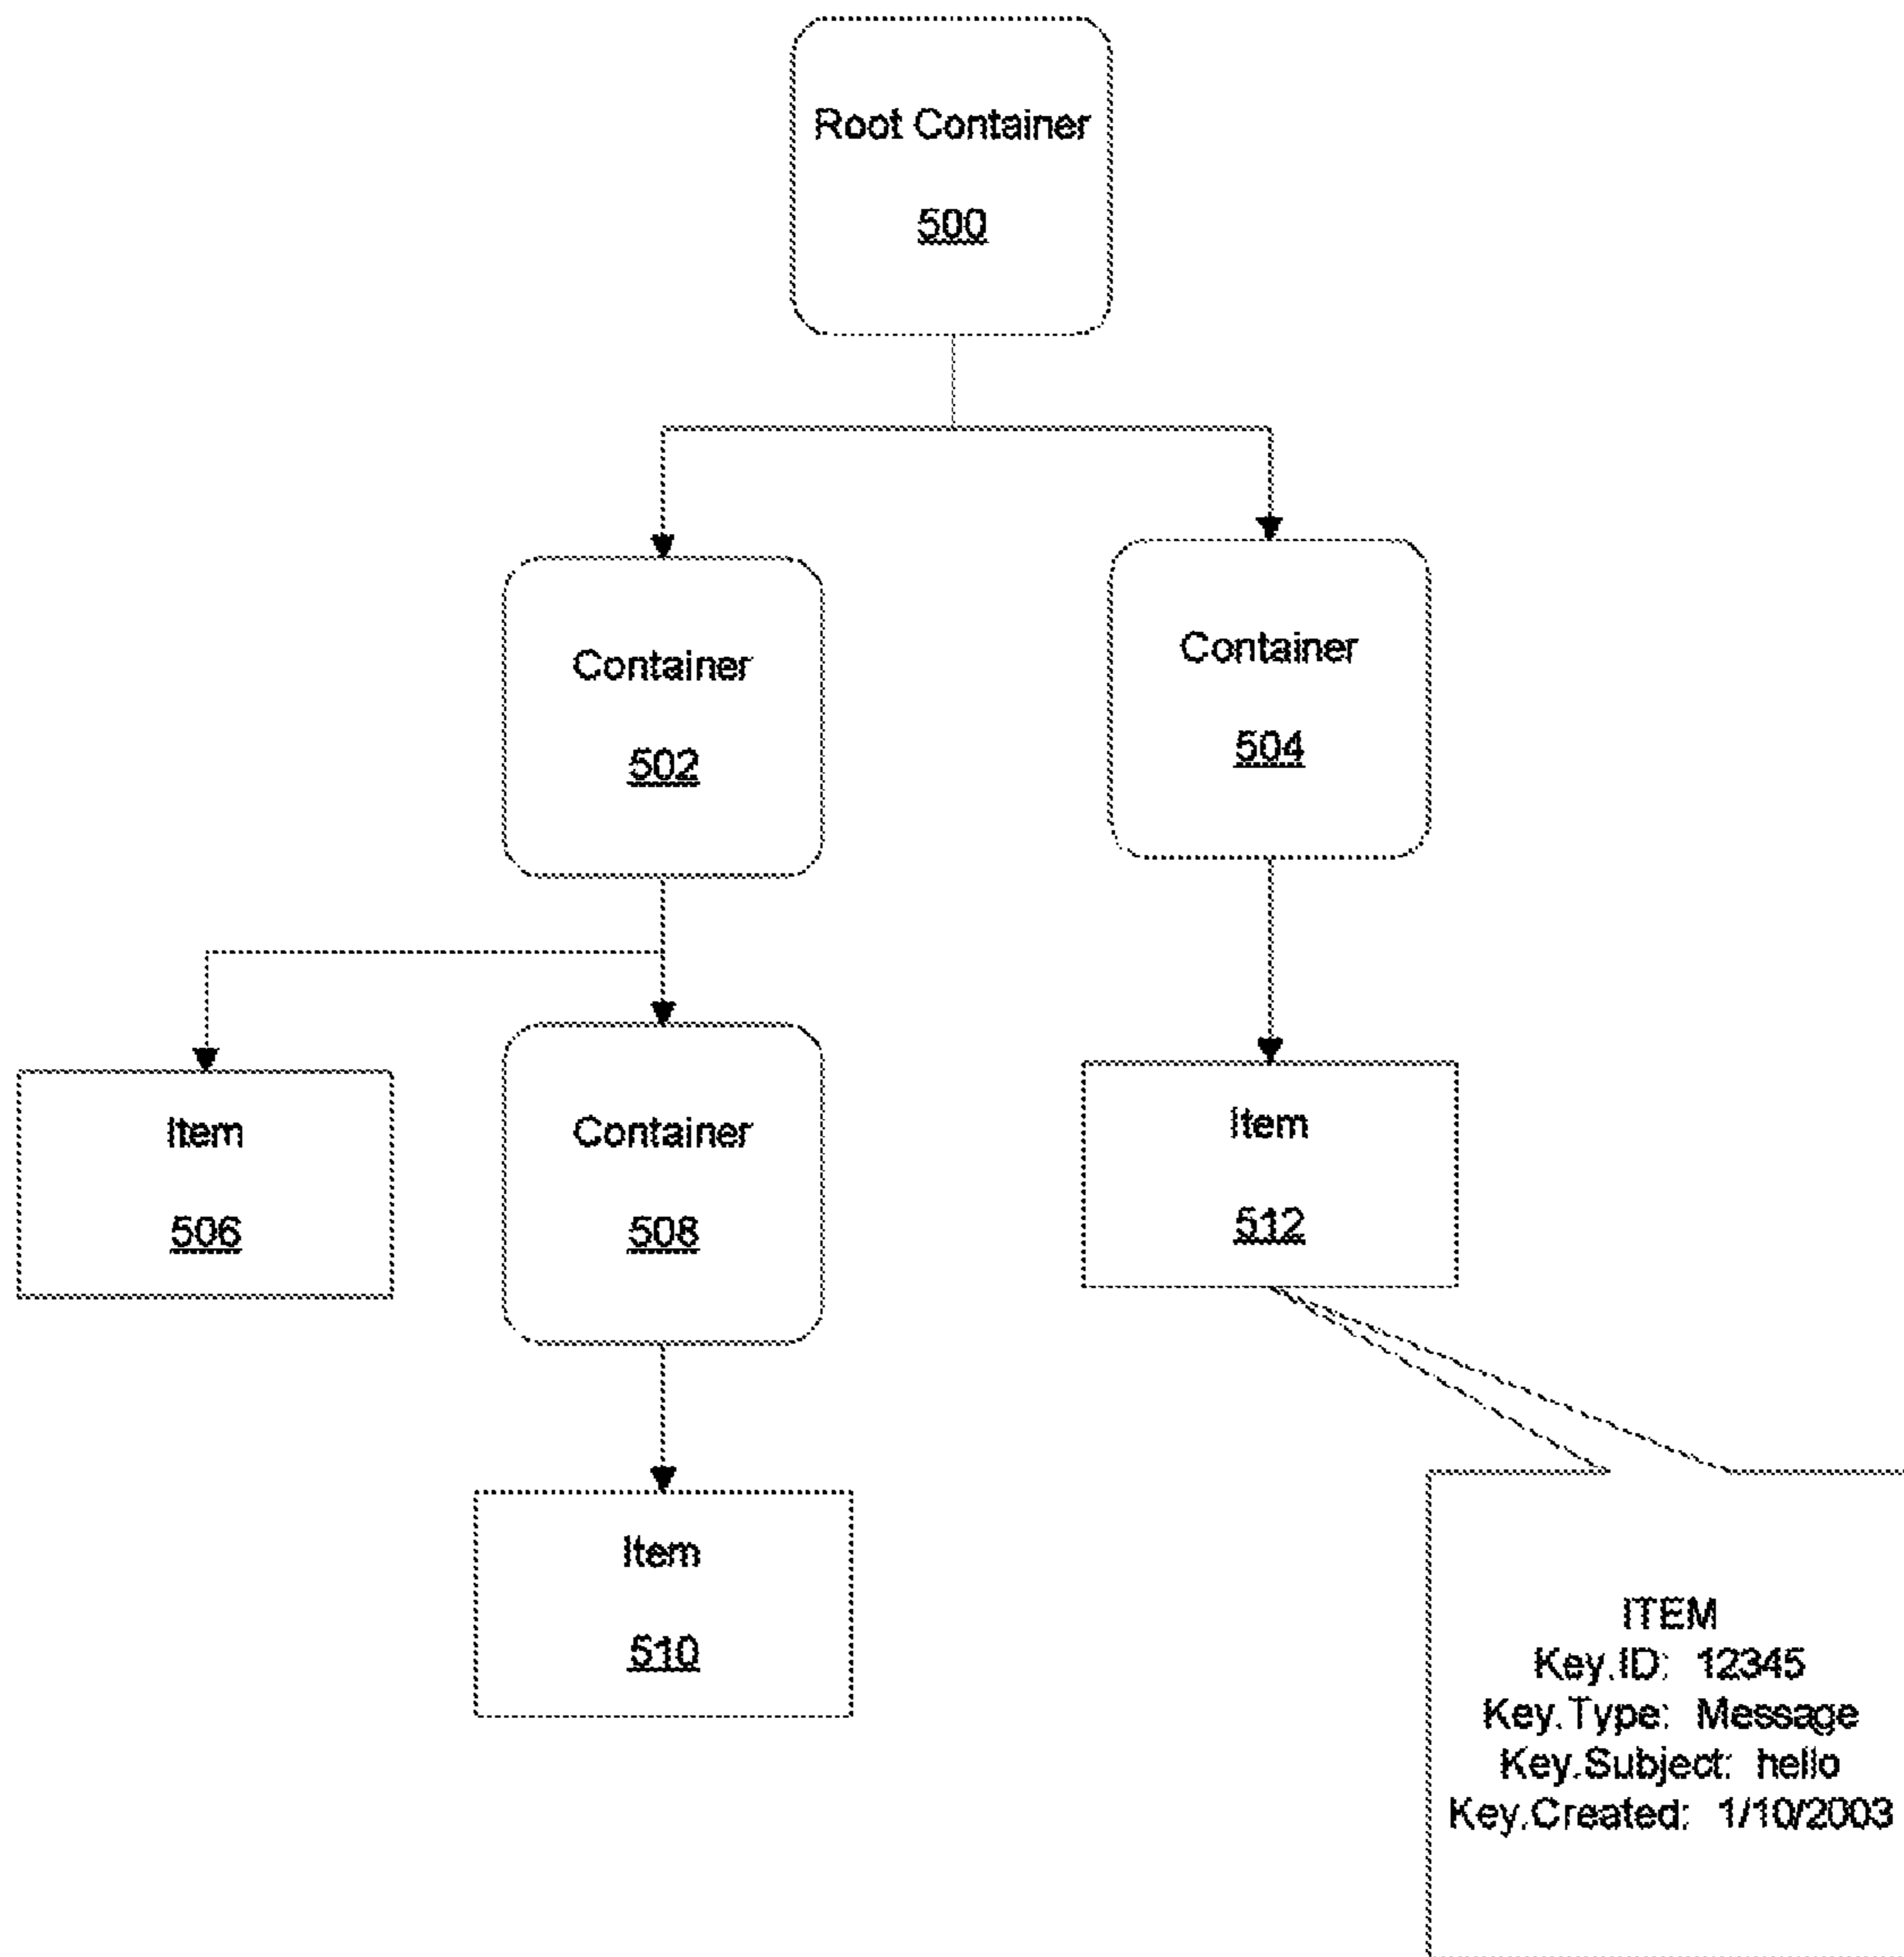 Root Container
500
Container
502
Container
504
Item
506
Container
508
Item
512
Item
510
ITEM
Key.ID: 12345
Key.Type: Message
Key.Subject: hello
Key.Created: 1/10/2003